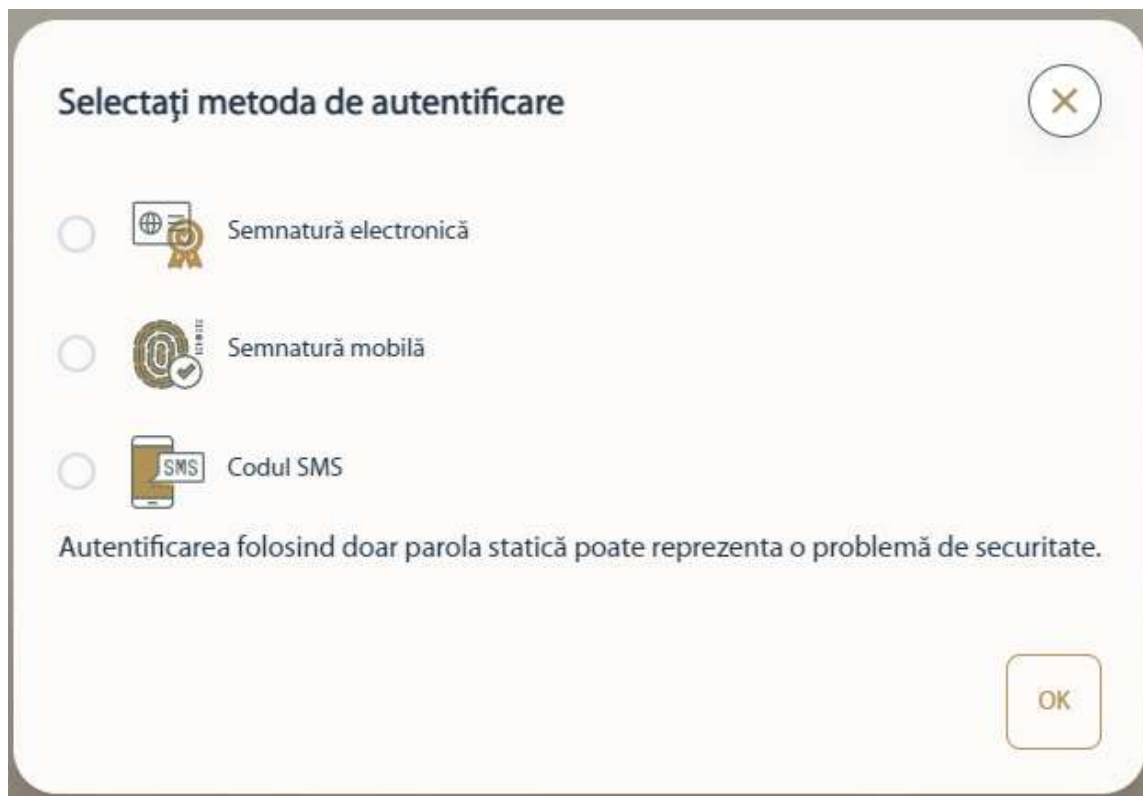 Selectați metoda de autentificare
Semnatură electronică
Semnatură mobilă
SMS
Codul SMS
Autentificarea folosind doar parola statică poate reprezenta o problemă de securitate.
OK